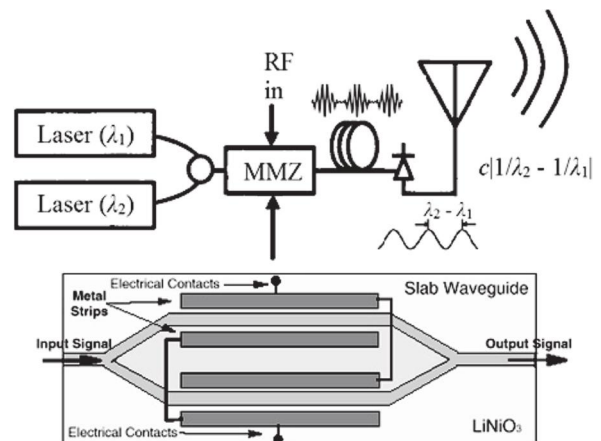 RF
in
Laser (λ₁)
Laser (λ₂)
MMZ
c|1/λ₂ - 1/λ₁|
λ₂ - λ₁
Electrical Contacts
Slab Waveguide
Metal
Strips
Input Signal
Output Signal
Electrical Contacts
LiNiO₃